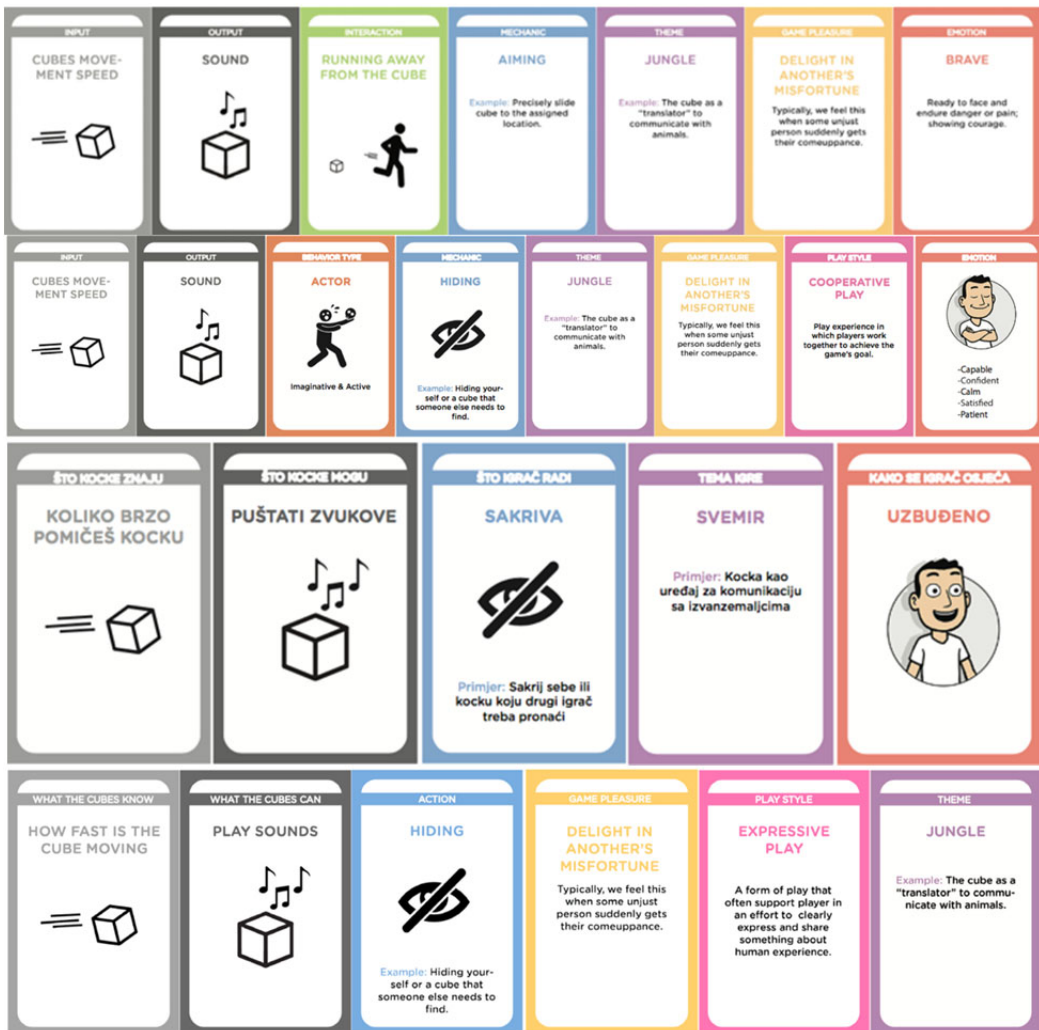 INPUT
CUBES MOVE-
MENT SPEED
OUTPUT
SOUND
INTERACTION
RUNNING AWAY
FROM THE CUBE
MECHANIC
AIMING
Example: Precisely slide
cube to the assigned
location.
THEME
JUNGLE
Example: The cube as a
"translator" to
communicate with
animals.
GAME PLEASURE
DELIGHT IN
ANOTHER'S
MISFORTUNE
Typically, we feel this
when some unjust
person suddenly gets
their comeuppance.
EMOTION
BRAVE
Ready to face and
endure danger or pain;
showing courage.
INPUT
CUBES MOVE-
MENT SPEED
OUTPUT
SOUND
BEHAVIOR TYPE
ACTOR
Imaginative & Active
MECHANIC
HIDING
Example: Hiding your-
self or a cube that
someone else needs to
find.
THEME
JUNGLE
Example: The cube as a
"translator" to
communicate with
animals.
GAME PLEASURE
DELIGHT IN
ANOTHER'S
MISFORTUNE
Typically, we feel this
when some unjust
person suddenly gets
their comeuppance.
PLAY STYLE
COOPERATIVE
PLAY
Play experience in
which players work
together to achieve the
game's goal.
EMOTION
-Capable
-Confident
-Calm
-Satisfied
-Patient
ŠTO KOCKE ZNAJU
KOLIKO BRZO
POMIČEŠ KOCKU
ŠTO KOCKE MOGU
PUŠTATI ZVUKOVE
ŠTO IGRAČ RADI
SAKRIVA
Primjer: Sakrij sebe ili
kocku koju drugi igrač
treba pronaći
TEMA IGRE
SVEMIR
Primjer: Kocka kao
uređaj za komunikaciju
sa izvanzemaljcima
KAKO SE IGRAČ OSJEĆA
UZBUĐENO
WHAT THE CUBES KNOW
HOW FAST IS THE
CUBE MOVING
WHAT THE CUBES CAN
PLAY SOUNDS
ACTION
HIDING
Example: Hiding your-
self or a cube that
someone else needs to
find.
GAME PLEASURE
DELIGHT IN
ANOTHER'S
MISFORTUNE
Typically, we feel this
when some unjust
person suddenly gets
their comeuppance.
PLAY STYLE
EXPRESSIVE
PLAY
A form of play that
often support player in
an effort to clearly
express and share
something about
human experience.
THEME
JUNGLE
Example: The cube as a
"translator" to commu-
nicate with animals.